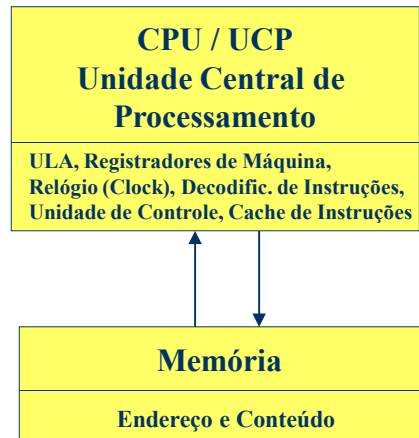 CPU / UCP
Unidade Central de
Processamento
ULA, Registradores de Máquina,
Relógio (Clock), Decodific. de Instruções,
Unidade de Controle, Cache de Instruções
Memória
Endereço e Conteúdo